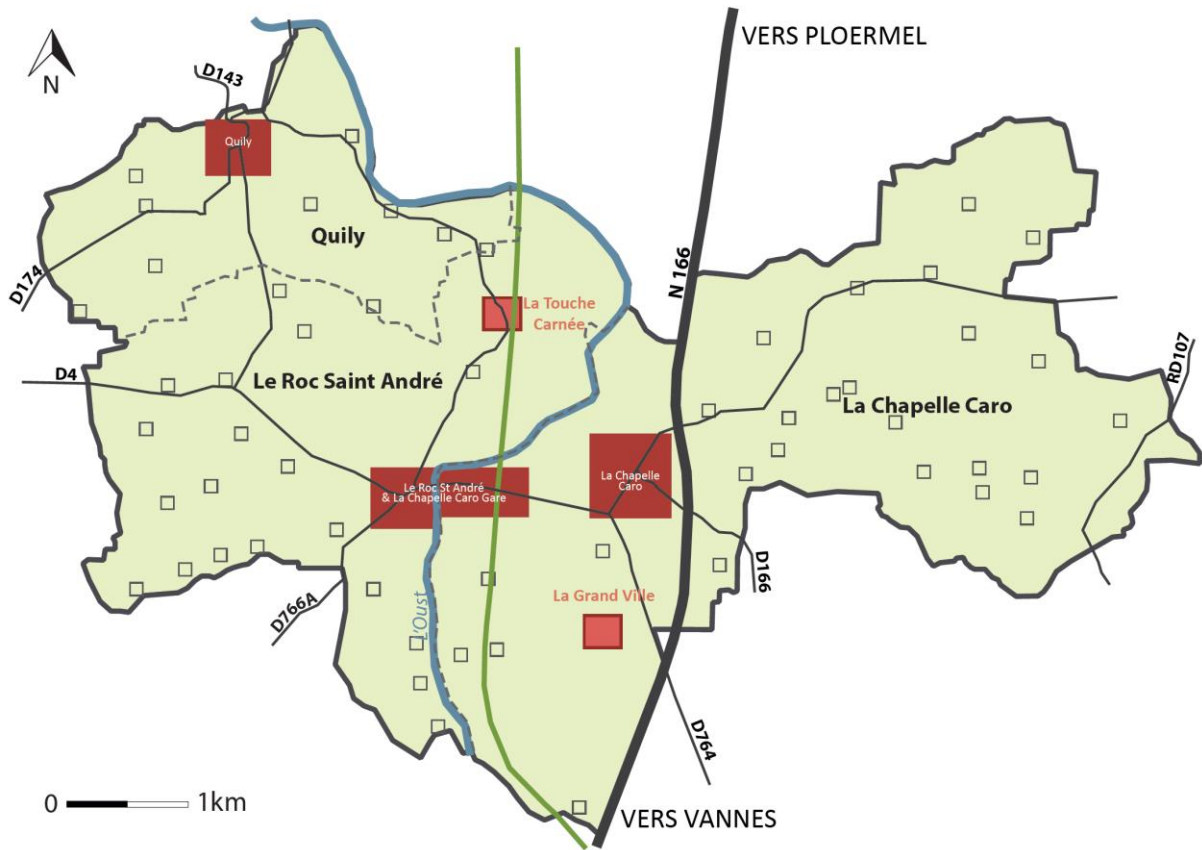 VERS PLOERMEL
N
D143
Quily
Quily
D174
N 166
La Touche
Carnée
D4
Le Roc Saint André
La Chapelle Caro
RD107
Le Roc St André
& La Chapelle Caro Gare
La Chapelle
Caro
D166
La Grand Ville
D766A
L'Oust
D764
0 1km
VERS VANNES